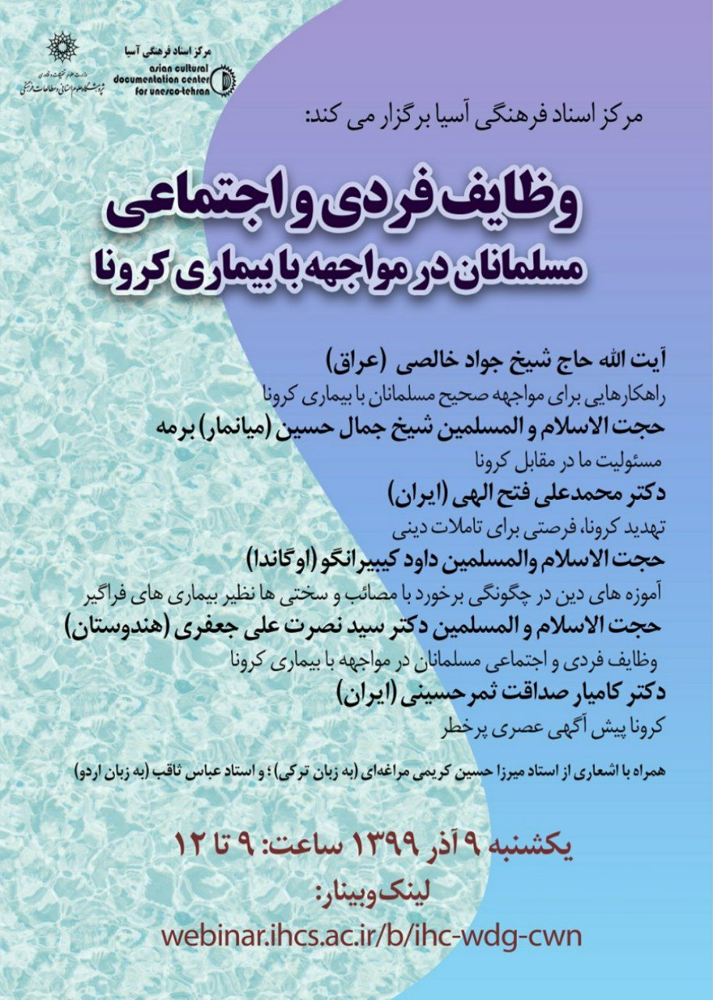 وزارت علوم، تحقیقات و فناوری
پژوهشگاه علوم انسانی و مطالعات فرهنگی
مرکز اسناد فرهنگی آسیا
asian cultural
documentation center
for unesco-tehran
مرکز اسناد فرهنگی آسیا برگزار می کند:
وظایف فردی و اجتماعی
مسلمانان در مواجهه با بیماری کرونا
آیت الله حاج شیخ جواد خالصی (عراق)
راهکارهایی برای مواجهه صحیح مسلمانان با بیماری کرونا
حجت الاسلام و المسلمین شیخ جمال حسین (میانمار) برمه
مسئولیت ما در مقابل کرونا
دکتر محمدعلی فتح الهی (ایران)
تهدید کرونا، فرصتی برای تاملات دینی
حجت الاسلام والمسلمین داود کیبیرانگو (اوگاندا)
آموزه های دین در چگونگی برخورد با مصائب و سختی ها نظیر بیماری های فراگیر
حجت الاسلام و المسلمین دکتر سید نصرت علی جعفری (هندوستان)
وظایف فردی و اجتماعی مسلمانان در مواجهه با بیماری کرونا
دکتر کامیار صداقت ثمرحسینی (ایران)
کرونا پیش آگهی عصری پرخطر
همراه با اشعاری از استاد میرزا حسین کریمی مراغه‌ای (به زبان ترکی) ؛ و استاد عباس ثاقب (به زبان اردو)
یکشنبه ۹ آذر ۱۳۹۹ ساعت: ۹ تا ۱۲
لینک وبینار:
webinar.ihcs.ac.ir/b/ihc-wdg-cwn